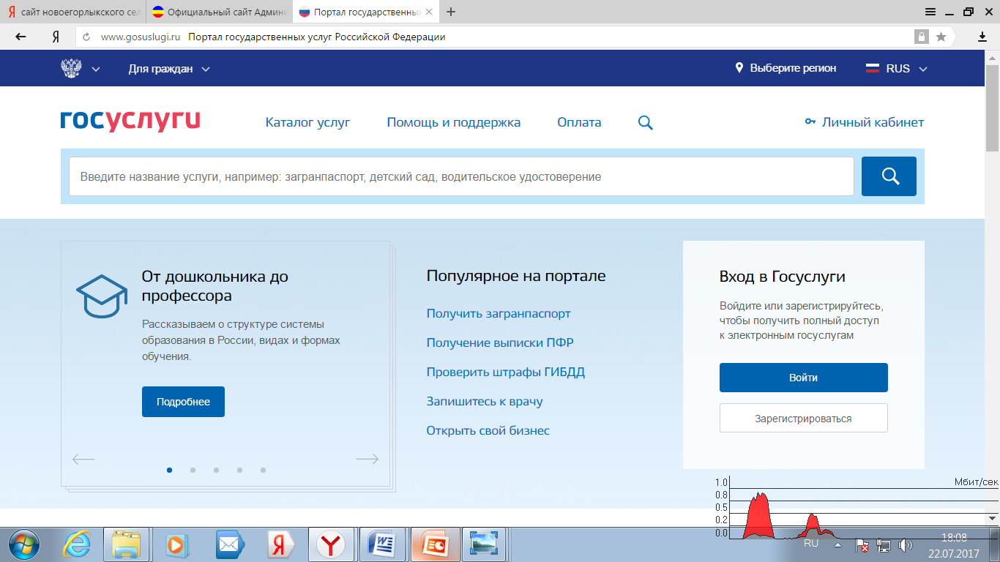 сайт новоегорлыкского сел
Официальный сайт Админи
Портал государственных
www.gosuslugi.ru Портал государственных услуг Российской Федерации
Для граждан
Выберите регион
RUS
госуслуги
Каталог услуг
Помощь и поддержка
Оплата
Личный кабинет
Введите название услуги, например: загранпаспорт, детский сад, водительское удостоверение
От дошкольника до
профессора
Рассказываем о структуре системы
образования в России, видах и формах
обучения.
Подробнее
Популярное на портале
Получить загранпаспорт
Получение выписки ПФР
Проверить штрафы ГИБДД
Запишитесь к врачу
Открыть свой бизнес
Вход в Госуслуги
Войдите или зарегистрируйтесь,
чтобы получить полный доступ
к электронным госуслугам
Войти
Зарегистрироваться
Мбит/сек
1.0
0.8
0.5
0.2
0.0
RU
18:08
22.07.2017